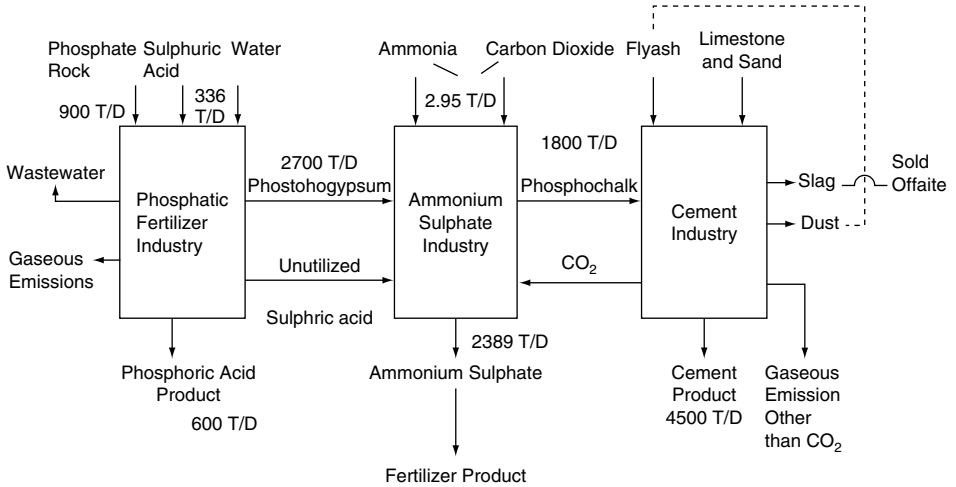 Phosphate Sulphuric Water
Rock Acid
Ammonia Carbon Dioxide Flyash
Limestone
and Sand
900 T/D
336
T/D
2.95 T/D
Wastewater
Gaseous
Emissions
Phosphatic
Fertilizer
Industry
2700 T/D
Phostohogypsum
Unutilized
Sulphric acid
Ammonium
Sulphate
Industry
1800 T/D
Phosphochalk
CO₂
Cement
Industry
Slag
Dust
Sold
Offaite
Phosphoric Acid
Product
600 T/D
2389 T/D
Ammonium Sulphate
Fertilizer Product
Cement
Product
4500 T/D
Gaseous
Emission
Other
than CO₂